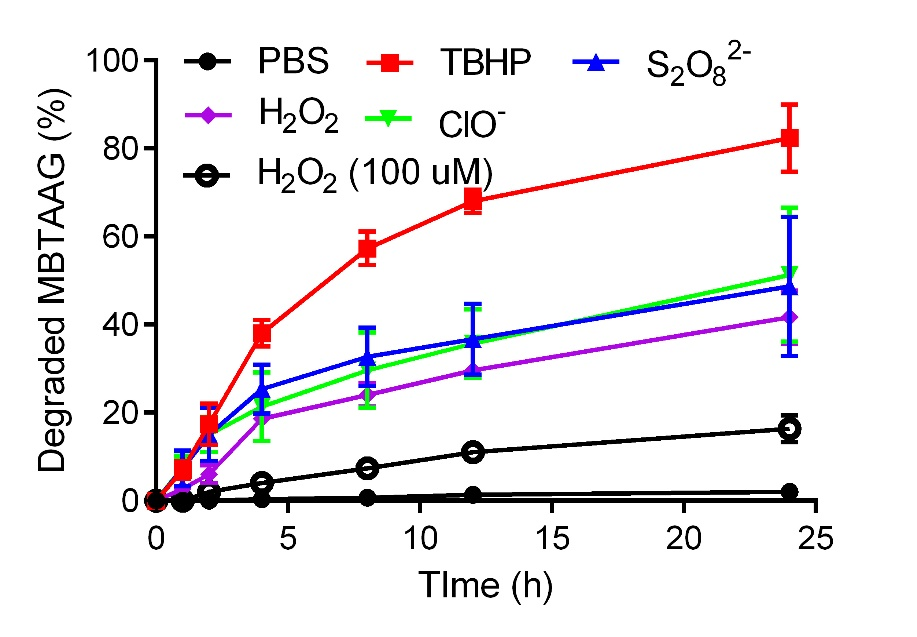 100
80
60
40
20
0
Degraded MBTAAG (%)
PBS TBHP S₂O₈²⁻
H₂O₂ ClO⁻
H₂O₂ (100 uM)
0 5 10 15 20 25
TIme (h)